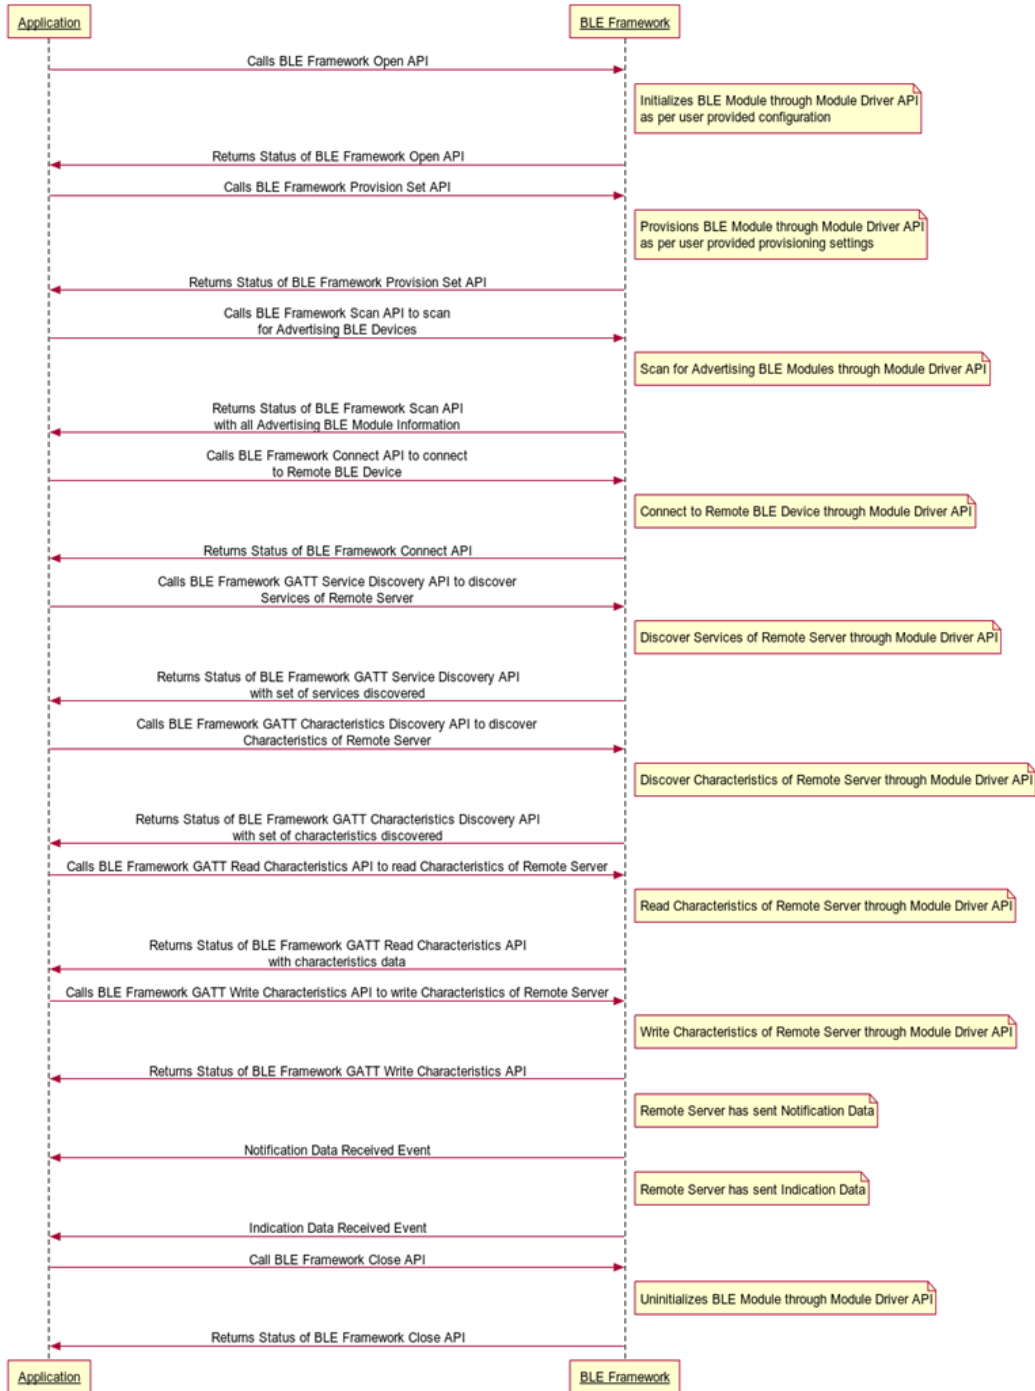 Application
BLE Framework
Calls BLE Framework Open API
Initializes BLE Module through Module Driver API
as per user provided configuration
Returns Status of BLE Framework Open API
Calls BLE Framework Provision Set API
Provisions BLE Module through Module Driver API
as per user provided provisioning settings
Returns Status of BLE Framework Provision Set API
Calls BLE Framework Scan API to scan
for Advertising BLE Devices
Scan for Advertising BLE Modules through Module Driver API
Returns Status of BLE Framework Scan API
with all Advertising BLE Module Information
Calls BLE Framework Connect API to connect
to Remote BLE Device
Connect to Remote BLE Device through Module Driver API
Returns Status of BLE Framework Connect API
Calls BLE Framework GATT Service Discovery API to discover
Services of Remote Server
Discover Services of Remote Server through Module Driver API
Returns Status of BLE Framework GATT Service Discovery API
with set of services discovered
Calls BLE Framework GATT Characteristics Discovery API to discover
Characteristics of Remote Server
Discover Characteristics of Remote Server through Module Driver API
Returns Status of BLE Framework GATT Characteristics Discovery API
with set of characteristics discovered
Calls BLE Framework GATT Read Characteristics API to read Characteristics of Remote Server
Read Characteristics of Remote Server through Module Driver API
Returns Status of BLE Framework GATT Read Characteristics API
with characteristics data
Calls BLE Framework GATT Write Characteristics API to write Characteristics of Remote Server
Write Characteristics of Remote Server through Module Driver API
Returns Status of BLE Framework GATT Write Characteristics API
Remote Server has sent Notification Data
Notification Data Received Event
Remote Server has sent Indication Data
Indication Data Received Event
Call BLE Framework Close API
Uninitializes BLE Module through Module Driver API
Returns Status of BLE Framework Close API
Application
BLE Framework